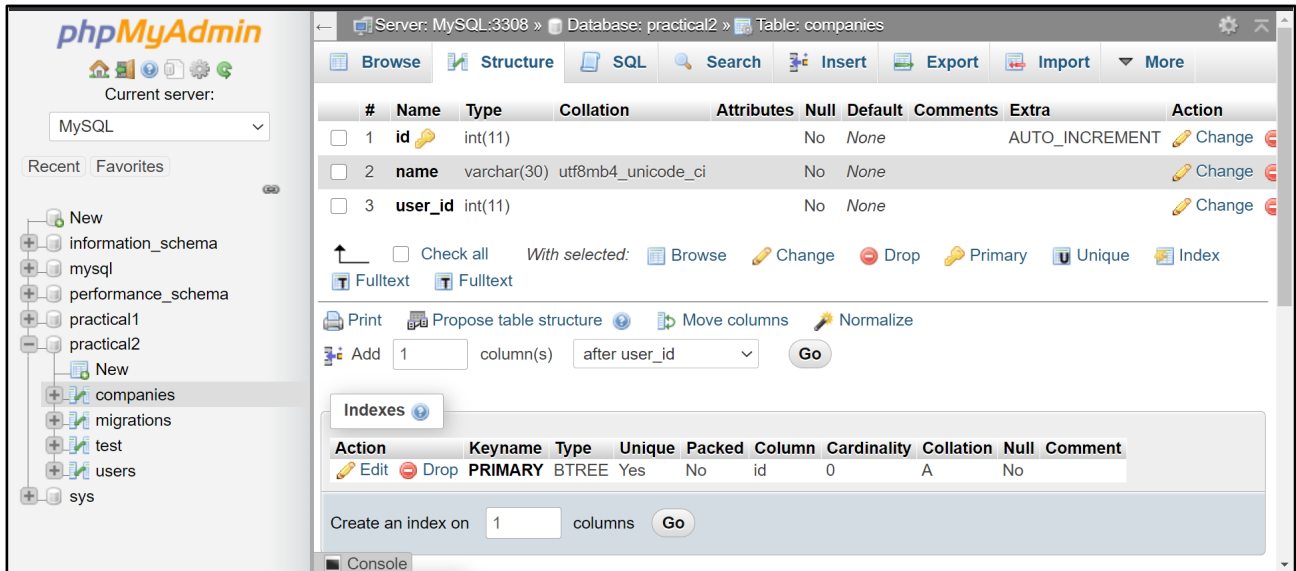 phpMyAdmin
Current server:
MySQL
Recent Favorites
New
information_schema
mysql
performance_schema
practical1
practical2
New
companies
migrations
test
users
sys
Server: MySQL:3308 » Database: practical2 » Table: companies
Browse Structure SQL Search Insert Export Import More
# Name Type Collation Attributes Null Default Comments Extra Action
1 id int(11) No None AUTO_INCREMENT Change
2 name varchar(30) utf8mb4_unicode_ci No None Change
3 user_id int(11) No None Change
Check all With selected: Browse Change Drop Primary Unique Index
Fulltext Fulltext
Print Propose table structure Move columns Normalize
Add 1 column(s) after user_id Go
Indexes
Action Keyname Type Unique Packed Column Cardinality Collation Null Comment
Edit Drop PRIMARY BTREE Yes No id 0 A No
Create an index on 1 columns Go
Console